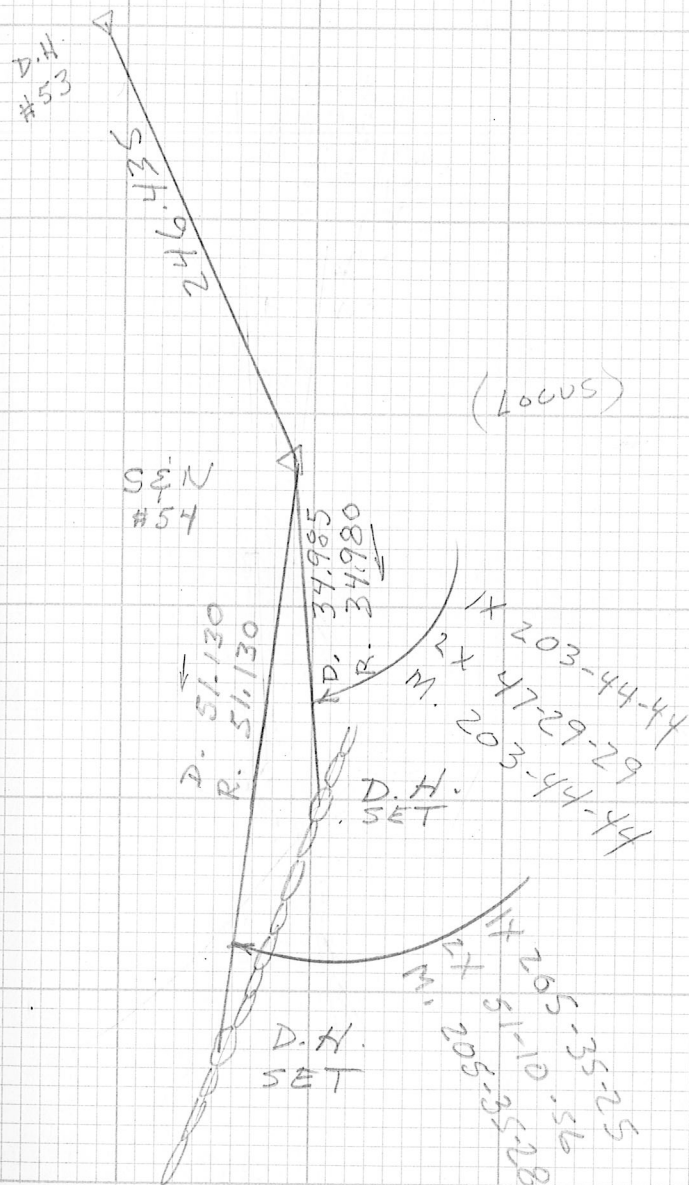 D.H.
#53
246.435
(LOCUS)
S&N
#54
D. 34.985
R. 34.980
D. 51.130
R. 51.130
1X 203-44-44
2X 47-29-29
M. 203-44-44
D.H.
SET
1X 205-35-25
2X 51-10-56
M. 205-35-28
D.H.
SET